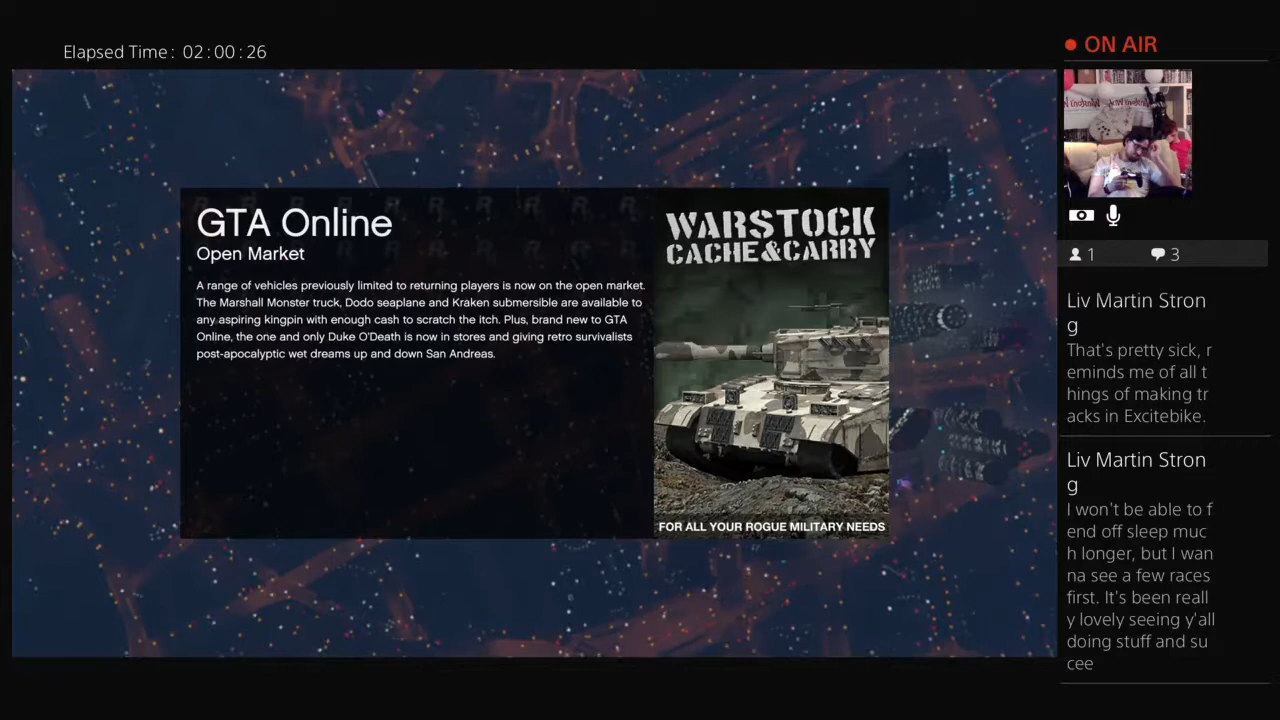 Elapsed Time: 02:00:26
ON AIR
GTA Online
Open Market
A range of vehicles previously limited to returning players is now on the open market.
The Marshall Monster truck, Dodo seaplane and Kraken submersible are available to
any aspiring kingpin with enough cash to scratch the itch. Plus, brand new to GTA
Online, the one and only Duke O'Death is now in stores and giving retro survivalists
post-apocalyptic wet dreams up and down San Andreas.
WARSTOCK
CACHE&CARRY
FOR ALL YOUR ROGUE MILITARY NEEDS
1
3
Liv Martin Stron
g
That's pretty sick, r
eminds me of all t
hings of making tr
acks in Excitebike.
Liv Martin Stron
g
I won't be able to f
end off sleep muc
h longer, but I wan
na see a few races
first. It's been reall
y lovely seeing y'all
doing stuff and su
cee